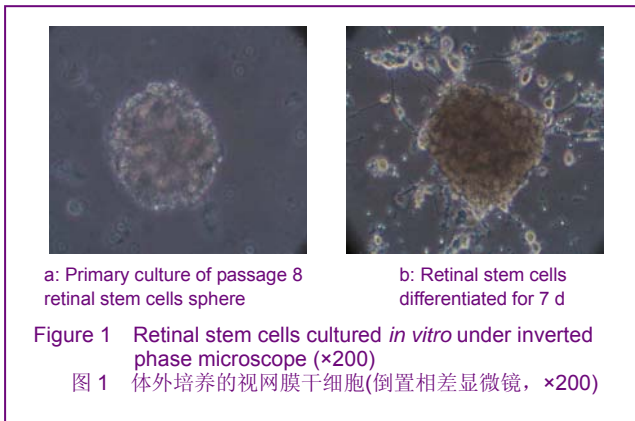 a: Primary culture of passage 8
retinal stem cells sphere
b: Retinal stem cells
differentiated for 7 d
Figure 1 Retinal stem cells cultured in vitro under inverted
phase microscope (×200)
图 1 体外培养的视网膜干细胞(倒置相差显微镜，×200)